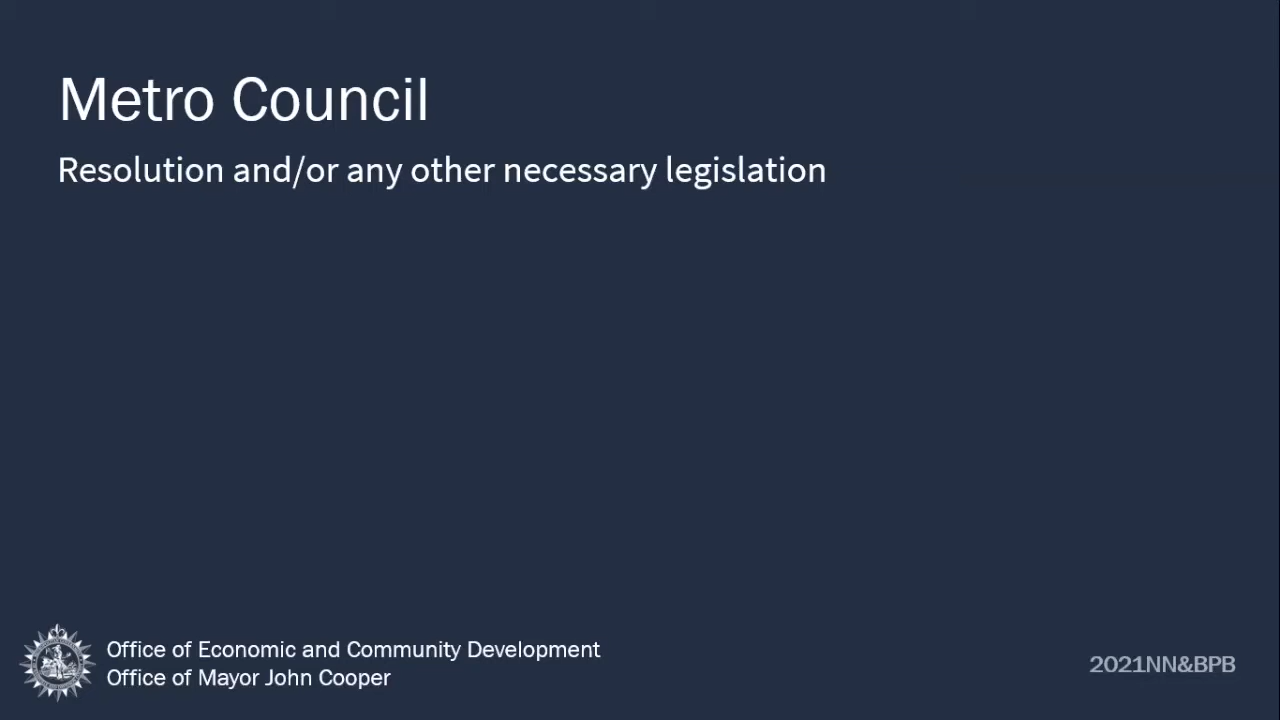 Metro Council
Resolution and/or any other necessary legislation
Office of Economic and Community Development
Office of Mayor John Cooper
2021NN&BPB